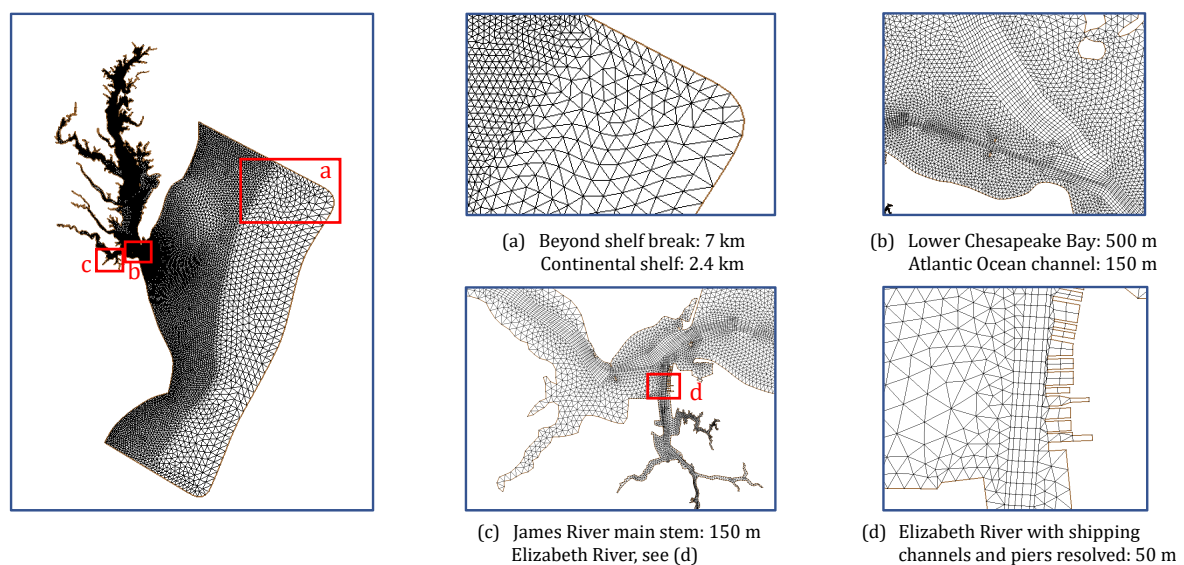 a
c
b
(a) Beyond shelf break: 7 km
Continental shelf: 2.4 km
(b) Lower Chesapeake Bay: 500 m
Atlantic Ocean channel: 150 m
d
(c) James River main stem: 150 m
Elizabeth River, see (d)
(d) Elizabeth River with shipping
channels and piers resolved: 50 m